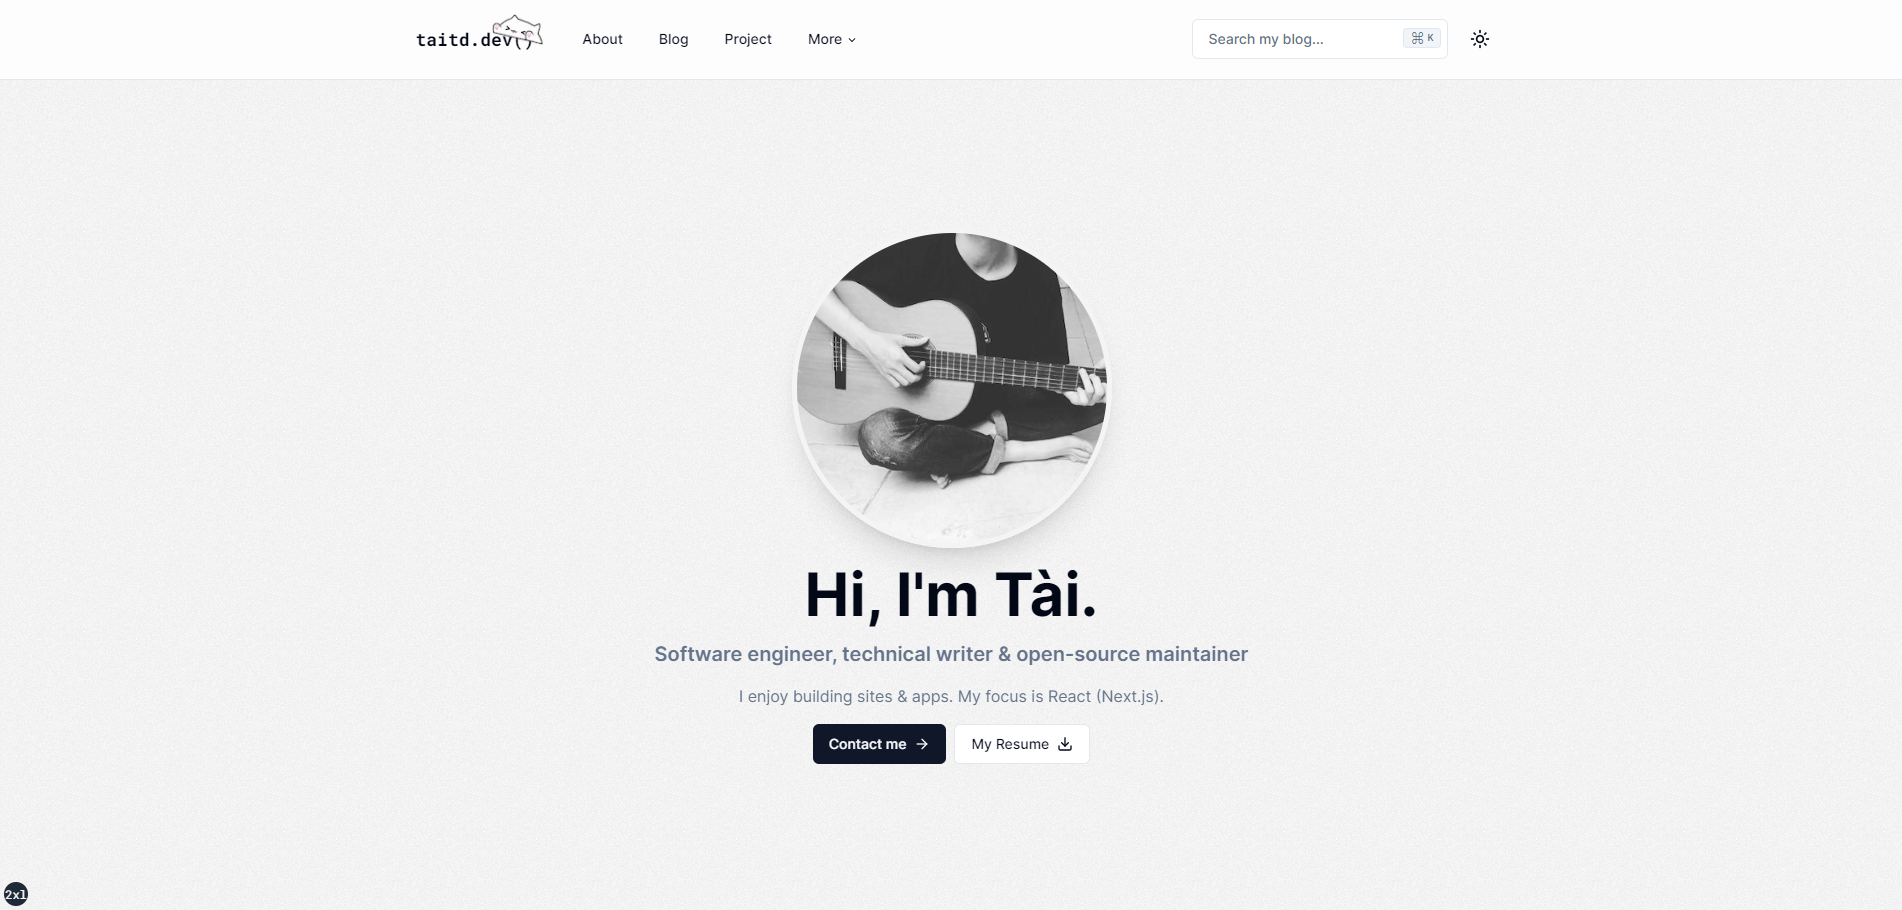 taitd.dev
About
Blog
Project
More
Search my blog...
⌘ K
Hi, I'm Tài.
Software engineer, technical writer & open-source maintainer
I enjoy building sites & apps. My focus is React (Next.js).
Contact me
My Resume
2xl